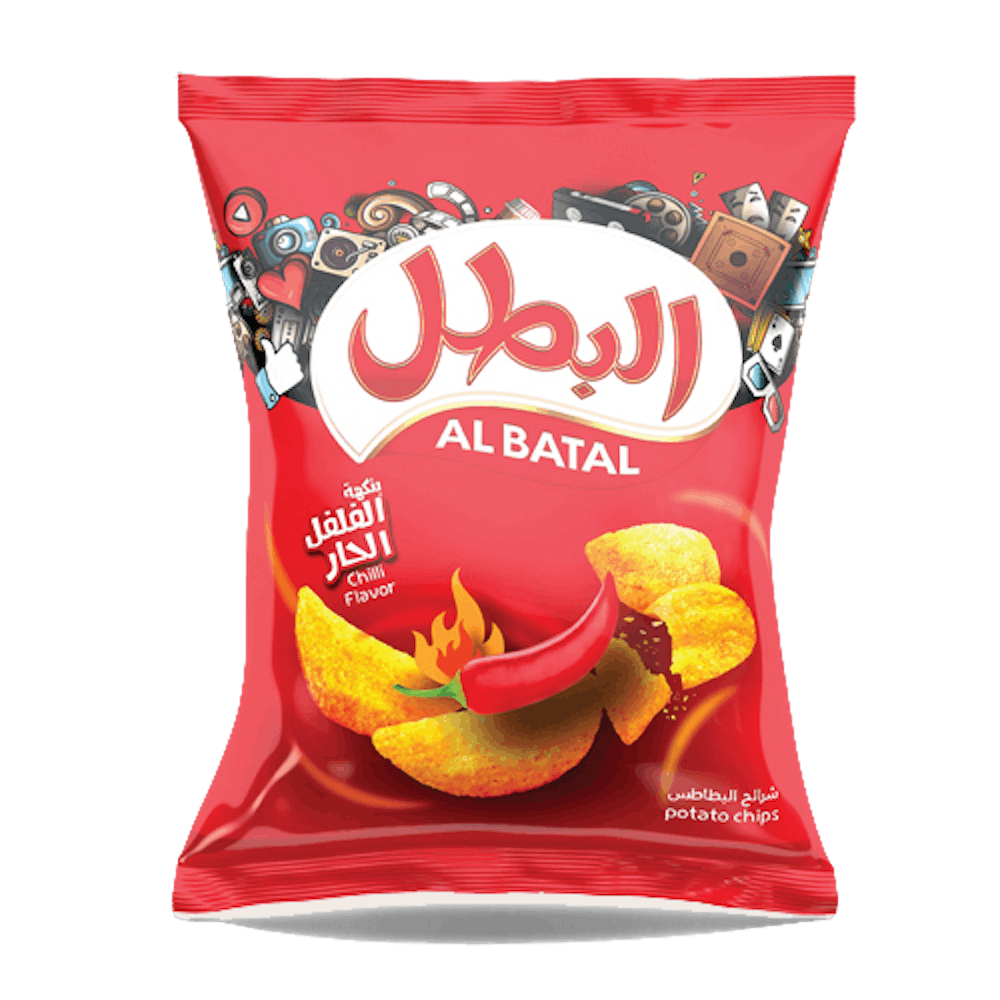 البطل
AL BATAL
بنكهة
الفلفل
الحار
Chilli
Flavor
شرائح البطاطس
potato chips